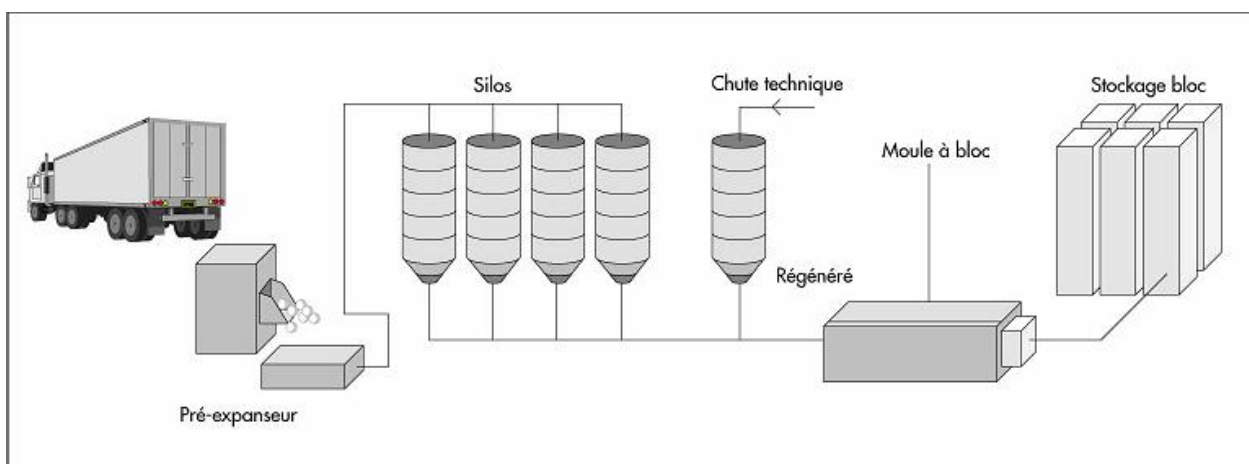 Silos
Chute technique
Stockage bloc
Moule à bloc
Régénéré
Pré-expanseur